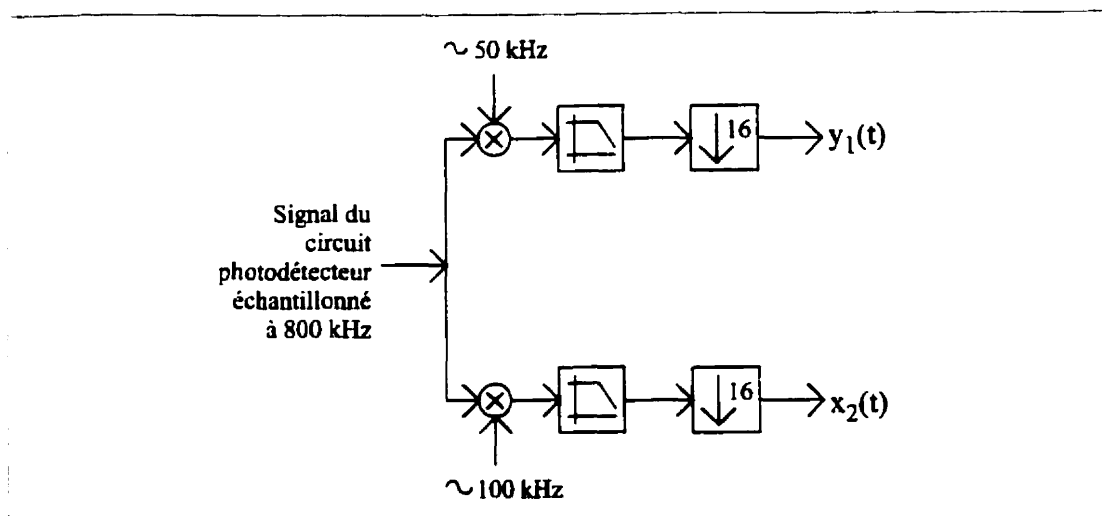 ∼ 50 kHz
16
y₁(t)
Signal du
circuit
photodétecteur
échantillonné
à 800 kHz
16
x₂(t)
∼ 100 kHz